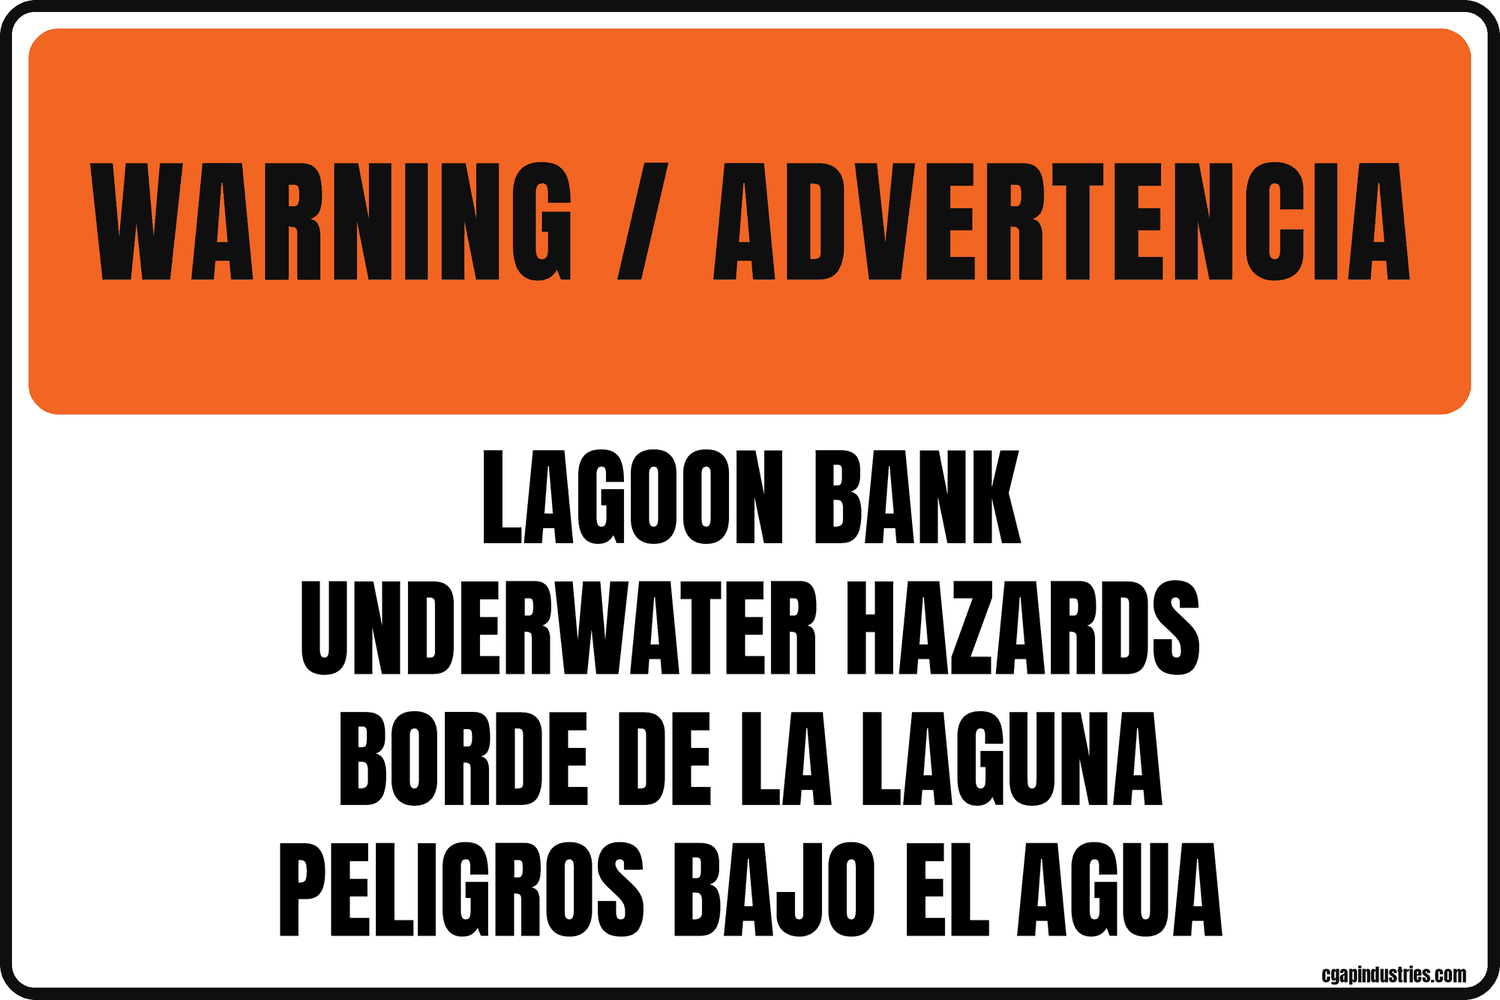 WARNING / ADVERTENCIA
LAGOON BANK
UNDERWATER HAZARDS
BORDE DE LA LAGUNA
PELIGROS BAJO EL AGUA
cgapindustries.com